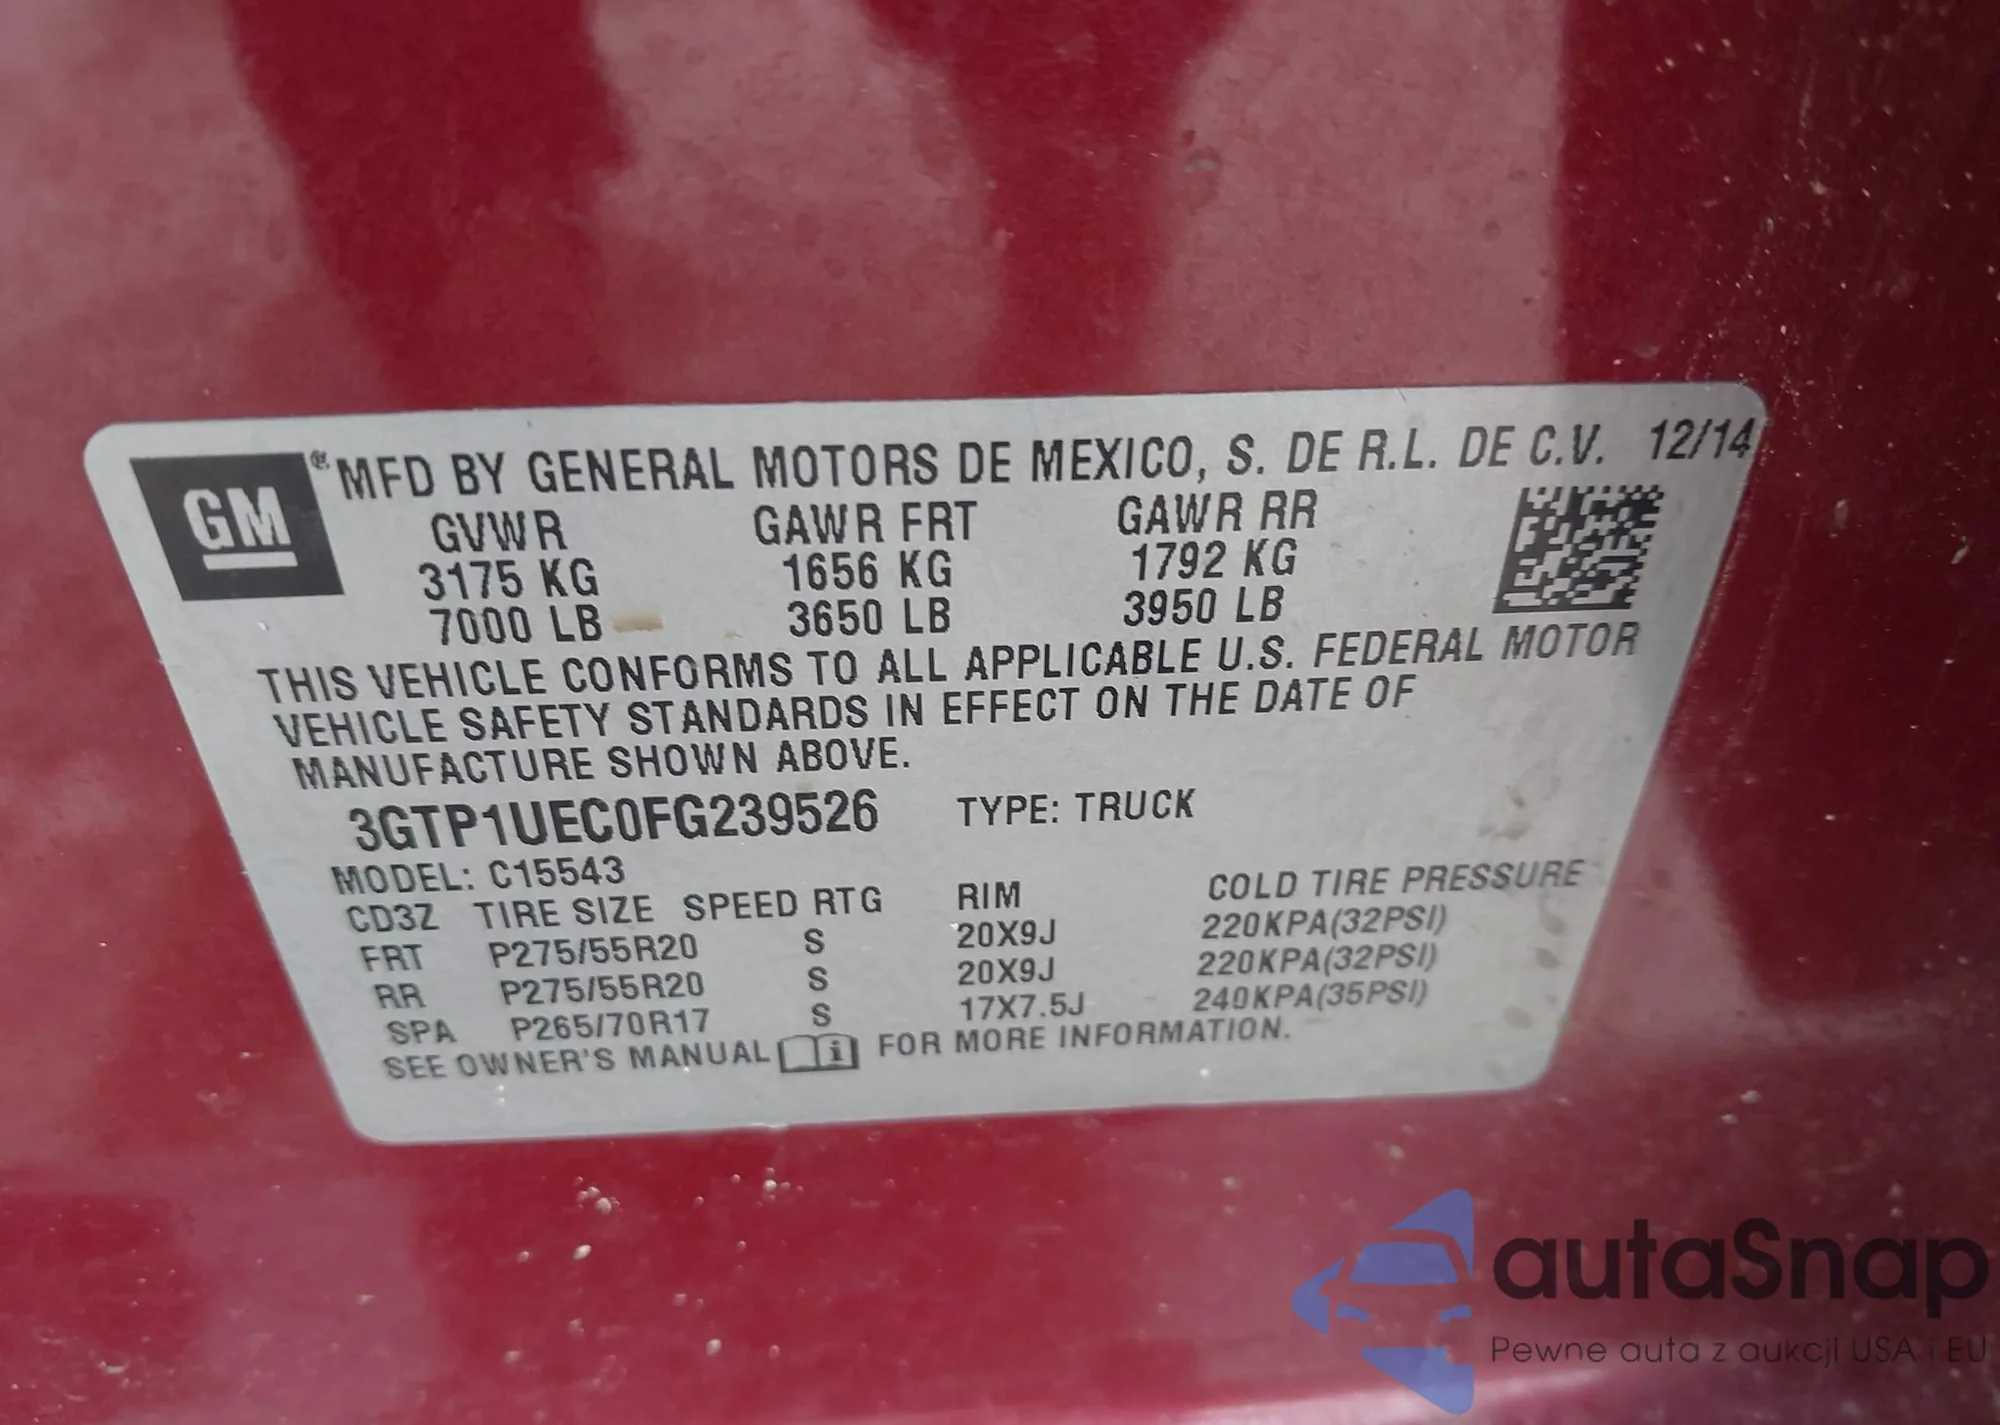 GM ® MFD BY GENERAL MOTORS DE MEXICO, S. DE R.L. DE C.V. 12/14
GVWR GAWR FRT GAWR RR
3175 KG 1656 KG 1792 KG
7000 LB 3650 LB 3950 LB
THIS VEHICLE CONFORMS TO ALL APPLICABLE U.S. FEDERAL MOTOR
VEHICLE SAFETY STANDARDS IN EFFECT ON THE DATE OF
MANUFACTURE SHOWN ABOVE.
3GTP1UEC0FG239526 TYPE: TRUCK
MODEL: C15543
CD3Z TIRE SIZE SPEED RTG RIM COLD TIRE PRESSURE
FRT P275/55R20 S 20X9J 220KPA(32PSI)
RR P275/55R20 S 20X9J 220KPA(32PSI)
SPA P265/70R17 S 17X7.5J 240KPA(35PSI)
SEE OWNER'S MANUAL i FOR MORE INFORMATION.
autaSnap
Pewne auta z aukcji USA i EU